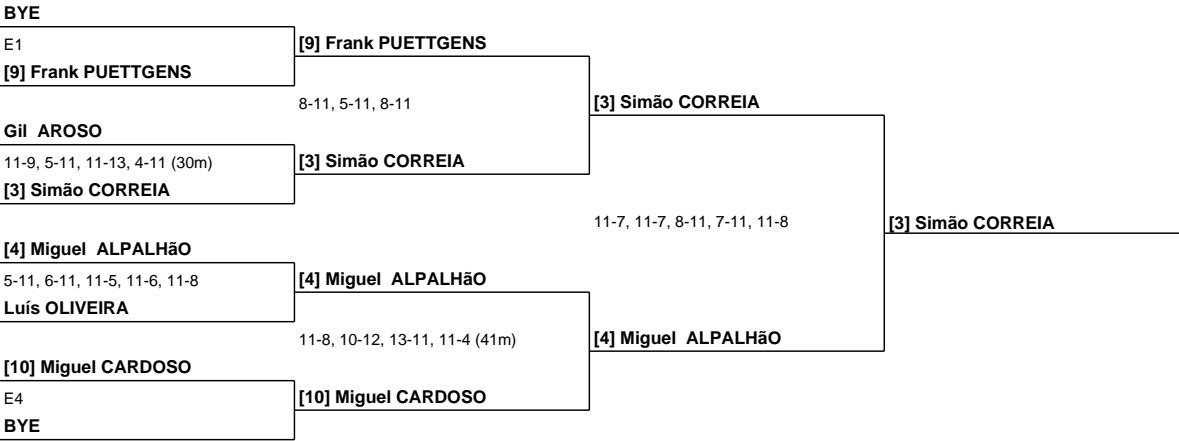 BYE
E1
[9] Frank PUETTGENS
[9] Frank PUETTGENS
8-11, 5-11, 8-11
[3] Simão CORREIA
Gil  AROSO
11-9, 5-11, 11-13, 4-11 (30m)
[3] Simão CORREIA
[3] Simão CORREIA
11-7, 11-7, 8-11, 7-11, 11-8
[3] Simão CORREIA
[4] Miguel  ALPALHãO
5-11, 6-11, 11-5, 11-6, 11-8
[4] Miguel  ALPALHãO
Luís OLIVEIRA
11-8, 10-12, 13-11, 11-4 (41m)
[4] Miguel  ALPALHãO
[10] Miguel CARDOSO
E4
[10] Miguel CARDOSO
BYE